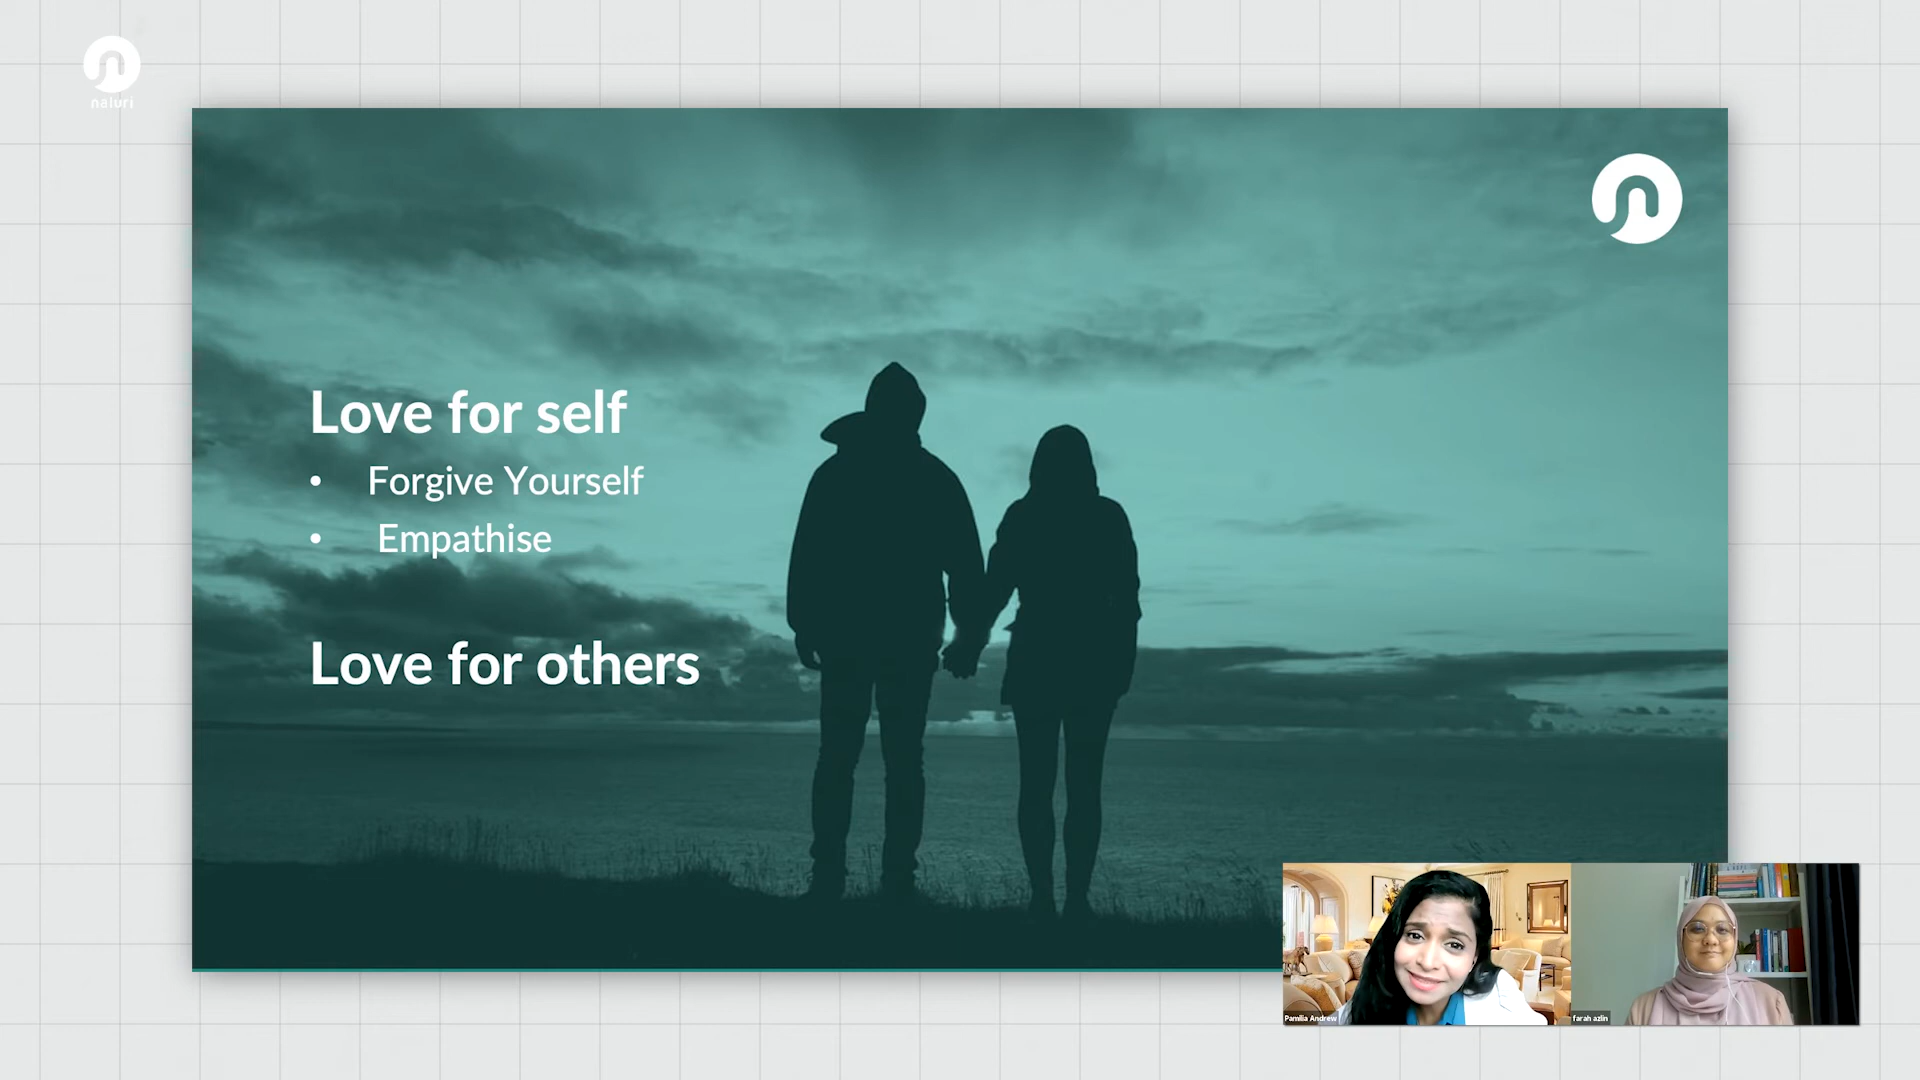 naluri
Love for self
• Forgive Yourself
• Empathise
Love for others
Pamilia Andrew
farah azlin